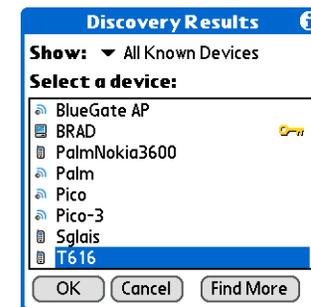 Discovery Results
Show: All Known Devices
Select a device:
BlueGate AP
BRAD
PalmNokia3600
Palm
Pico
Pico-3
Sglais
T616
OK Cancel Find More